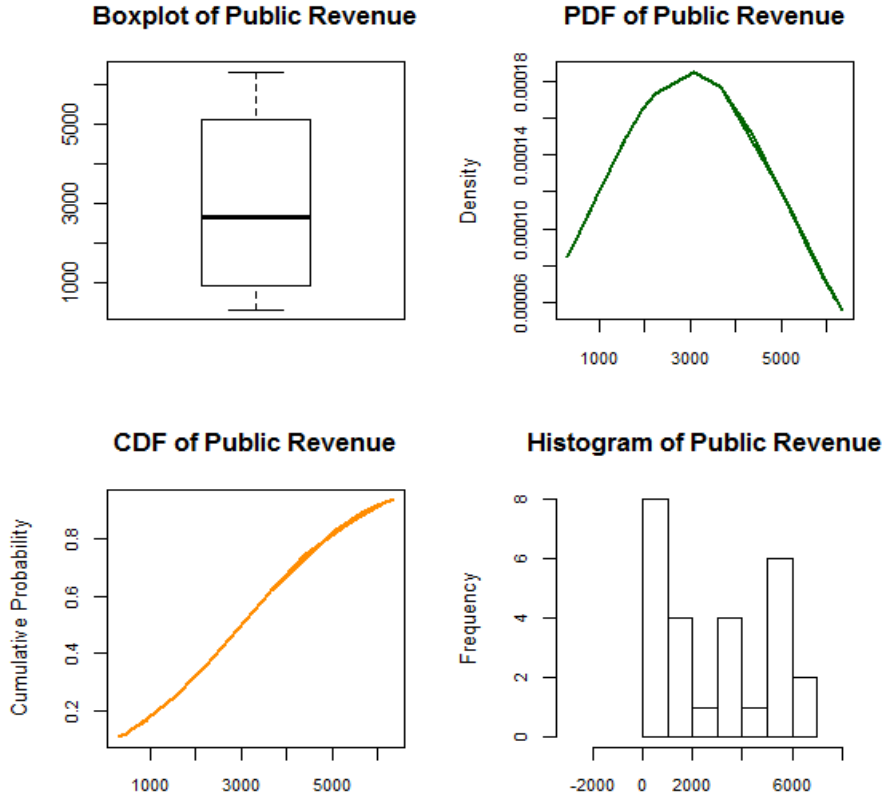 Boxplot of Public Revenue
5000
3000
1000
PDF of Public Revenue
Density
0.00018
0.00014
0.00010
0.00006
1000 3000 5000
CDF of Public Revenue
Cumulative Probability
0.8
0.6
0.4
0.2
1000 3000 5000
Histogram of Public Revenue
Frequency
8
6
4
2
0
-2000 0 2000 6000